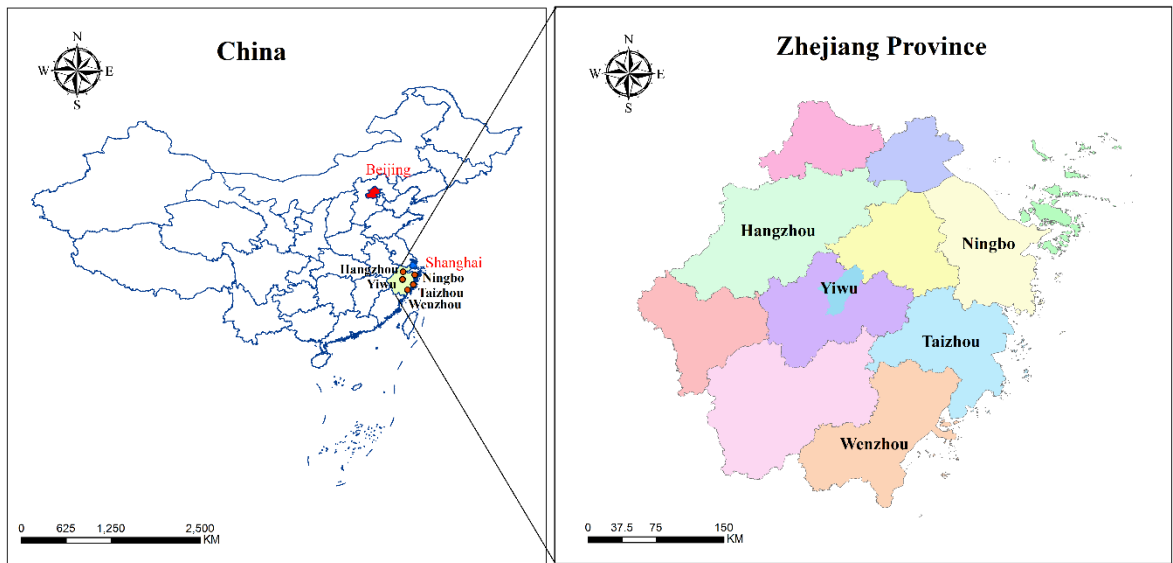 China
N
W E
S
Beijing
Shanghai
Hangzhou
Ningbo
Yiwu
Taizhou
Wenzhou
0 625 1,250 2,500
KM
Zhejiang Province
N
W E
S
Hangzhou
Ningbo
Yiwu
Taizhou
Wenzhou
0 37.5 75 150
KM